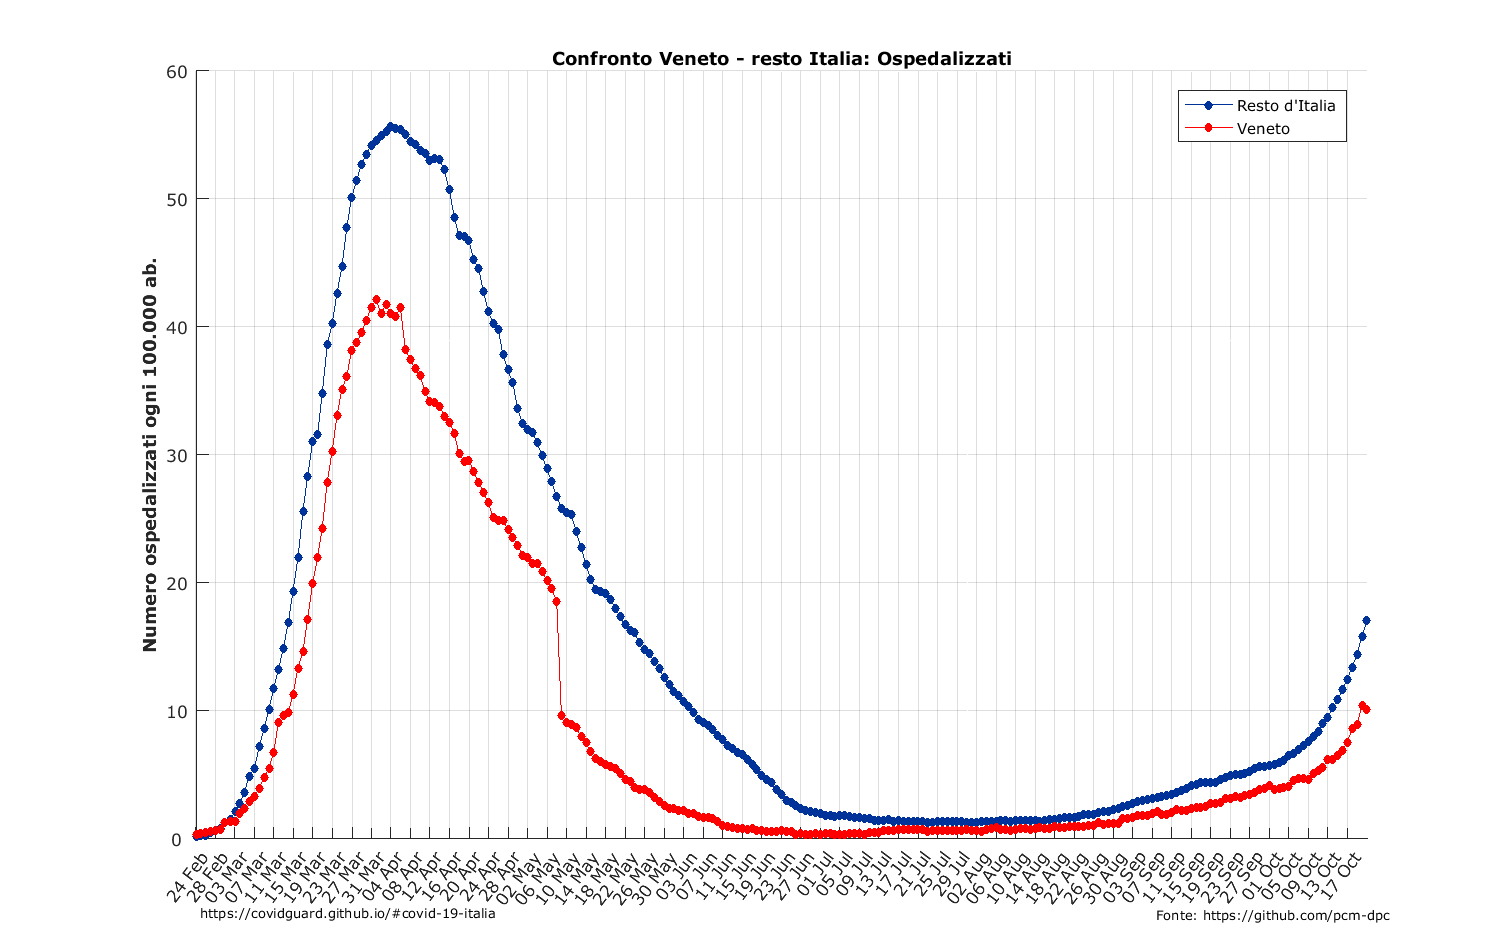 Confronto Veneto - resto Italia: Ospedalizzati
Resto d'Italia
Veneto
Numero ospedalizzati ogni 100.000 ab.
60
50
40
30
20
10
0
24 Feb
28 Feb
03 Mar
07 Mar
11 Mar
15 Mar
19 Mar
23 Mar
27 Mar
31 Mar
04 Apr
08 Apr
12 Apr
16 Apr
20 Apr
24 Apr
28 Apr
02 May
06 May
10 May
14 May
18 May
22 May
26 May
30 May
03 Jun
07 Jun
11 Jun
15 Jun
19 Jun
23 Jun
27 Jun
01 Jul
05 Jul
09 Jul
13 Jul
17 Jul
21 Jul
25 Jul
29 Jul
02 Aug
06 Aug
10 Aug
14 Aug
18 Aug
22 Aug
26 Aug
30 Aug
03 Sep
07 Sep
11 Sep
15 Sep
19 Sep
23 Sep
27 Sep
01 Oct
05 Oct
09 Oct
13 Oct
17 Oct
https://covidguard.github.io/#covid-19-italia
Fonte: https://github.com/pcm-dpc